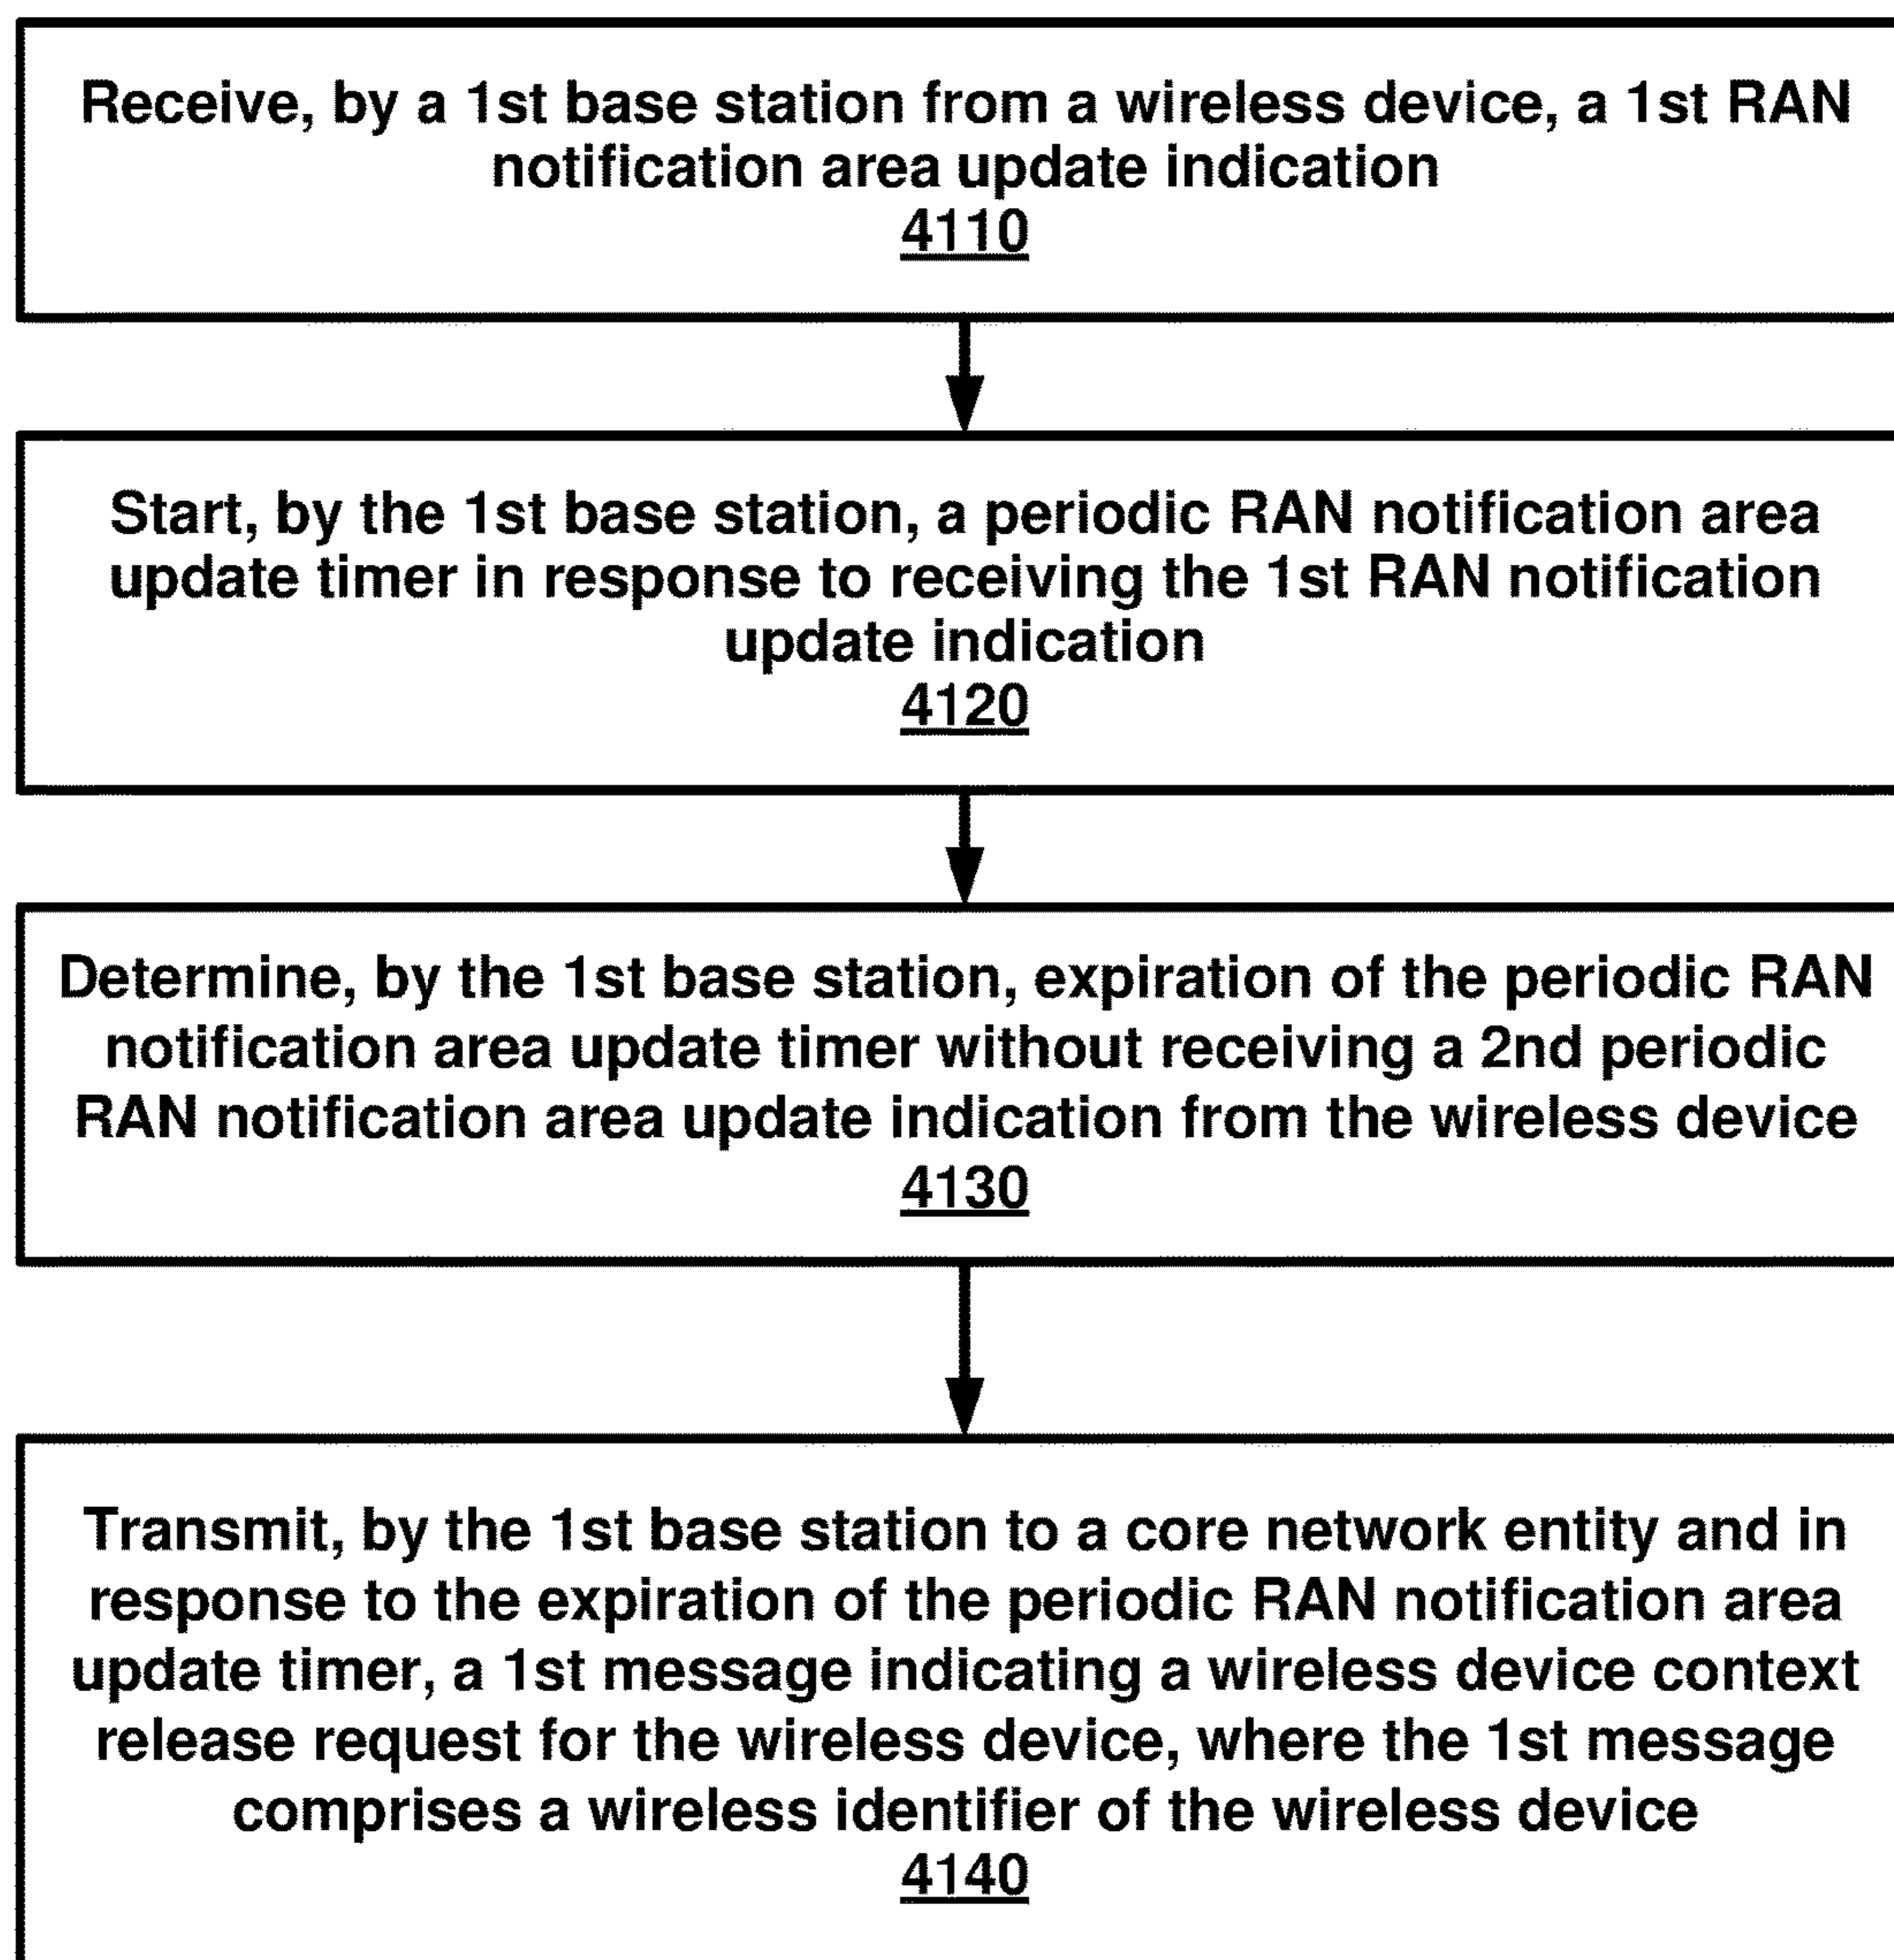 Receive, by a 1st base station from a wireless device, a 1st RAN
notification area update indication
4110
Start, by the 1st base station, a periodic RAN notification area
update timer in response to receiving the 1st RAN notification
update indication
4120
Determine, by the 1st base station, expiration of the periodic RAN
notification area update timer without receiving a 2nd periodic
RAN notification area update indication from the wireless device
4130
Transmit, by the 1st base station to a core network entity and in
response to the expiration of the periodic RAN notification area
update timer, a 1st message indicating a wireless device context
release request for the wireless device, where the 1st message
comprises a wireless identifier of the wireless device
4140